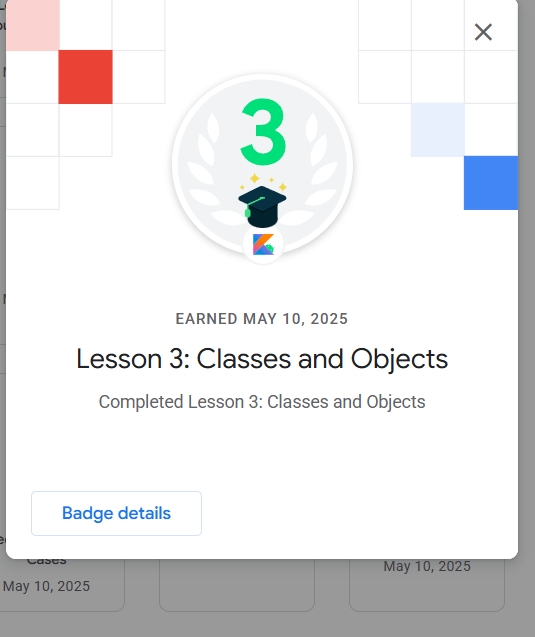 3
EARNED MAY 10, 2025
Lesson 3: Classes and Objects
Completed Lesson 3: Classes and Objects
Badge details
Cases
May 10, 2025
May 10, 2025